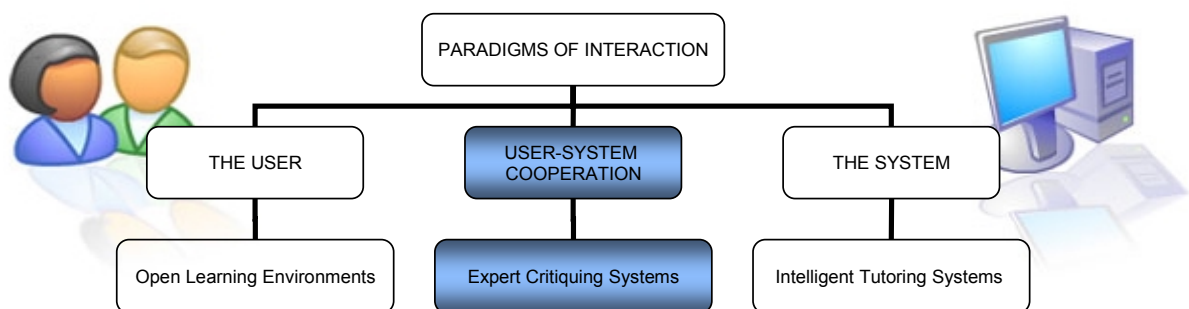 PARADIGMS OF INTERACTION
THE USER
USER-SYSTEM
COOPERATION
THE SYSTEM
Open Learning Environments
Expert Critiquing Systems
Intelligent Tutoring Systems